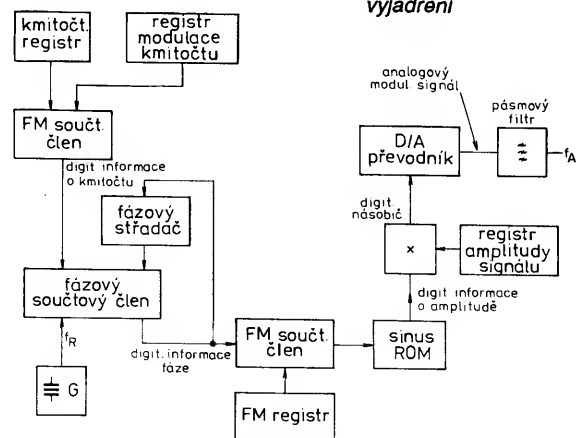 vyjádření
kmitočt.
registr
registr
modulace
kmitočtu
FM součt.
člen
digit informace
o kmitočtu
fázový
střadač
fázový
součtový člen
fR
G
digit. informace
fáze
FM součt.
člen
FM registr
sinus
ROM
digit informace
o amplitudě
×
digit.
násobič
registr
amplitudy
signálu
D/A
převodník
analogový
modul signál
pásmový
filtr
fA